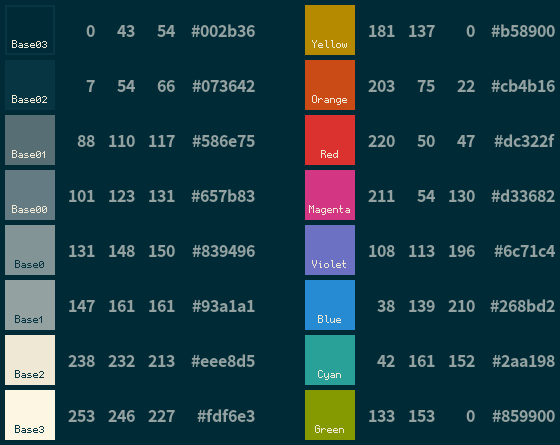 Base03 0 43 54 #002b36 Yellow 181 137 0 #b58900
Base02 7 54 66 #073642 Orange 203 75 22 #cb4b16
Base01 88 110 117 #586e75 Red 220 50 47 #dc322f
Base00 101 123 131 #657b83 Magenta 211 54 130 #d33682
Base0 131 148 150 #839496 Violet 108 113 196 #6c71c4
Base1 147 161 161 #93a1a1 Blue 38 139 210 #268bd2
Base2 238 232 213 #eee8d5 Cyan 42 161 152 #2aa198
Base3 253 246 227 #fdf6e3 Green 133 153 0 #859900